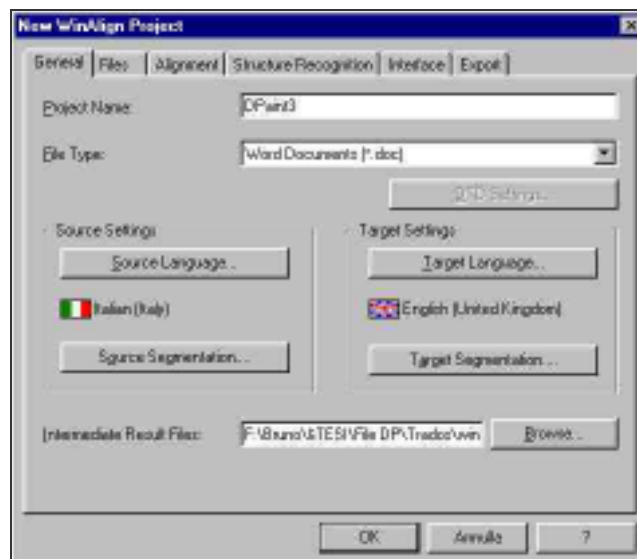 New WinAlign Project
General Files Alignment Structure Recognition Interface Export
Project Name: DPaint3
File Type: Word Documents (*.doc)
DTD Settings...
Source Settings Target Settings
Source Language... Target Language...
Italian (Italy) English (United Kingdom)
Source Segmentation... Target Segmentation...
Intermediate Result Files: F:\Bruno\&TESI\File DP\Trados\win Browse...
OK Annulla ?